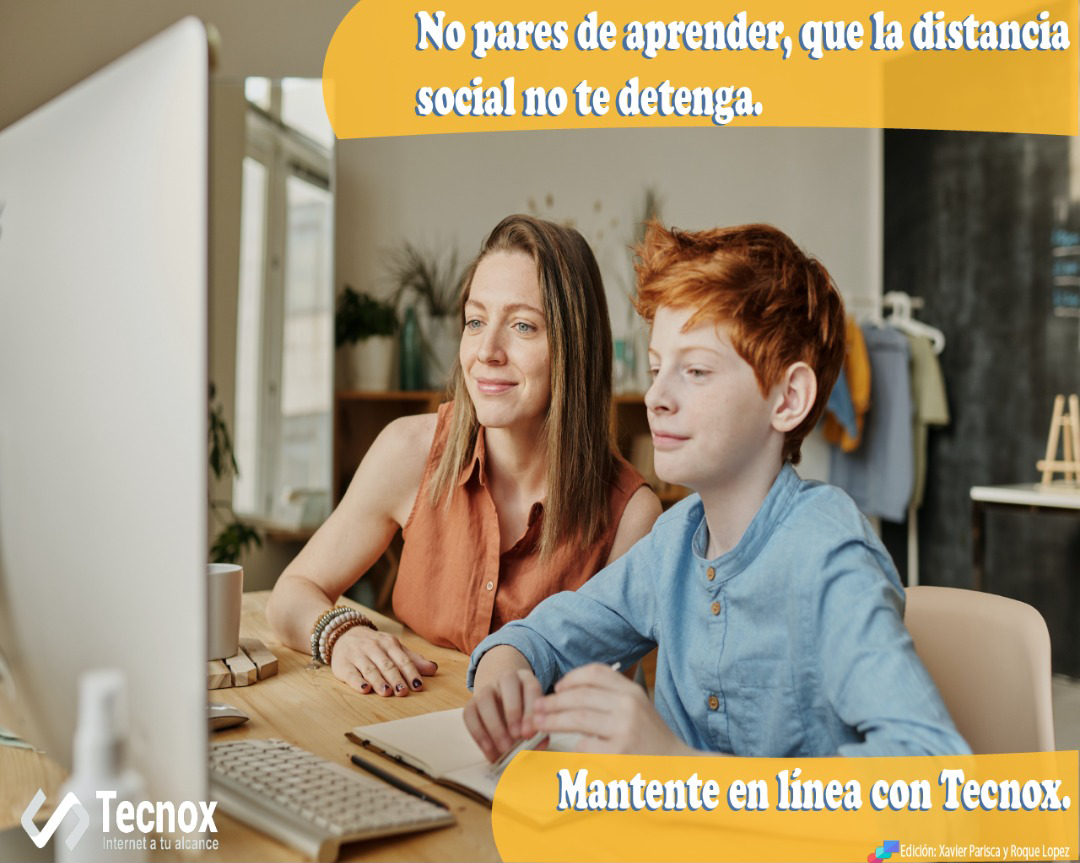 No pares de aprender, que la distancia
social no te detenga.
Mantente en línea con Tecnox.
Tecnox
Internet a tu alcance
Edición: Xavier Parisca y Roque Lopez